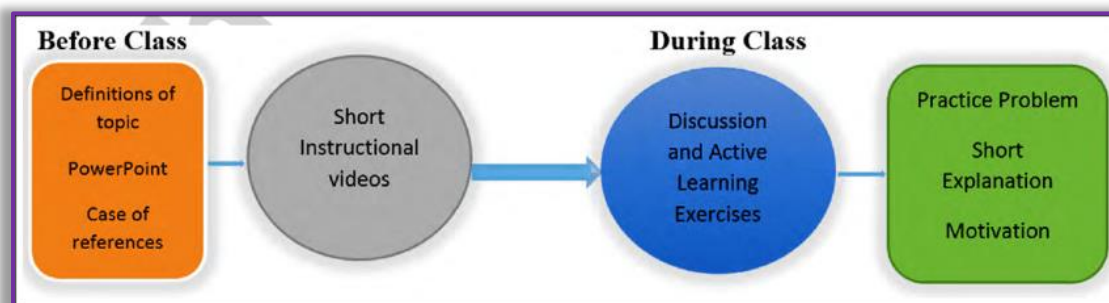 Before Class
Definitions of
topic
PowerPoint
Case of
references
Short
Instructional
videos
During Class
Discussion
and Active
Learning
Exercises
Practice Problem
Short
Explanation
Motivation